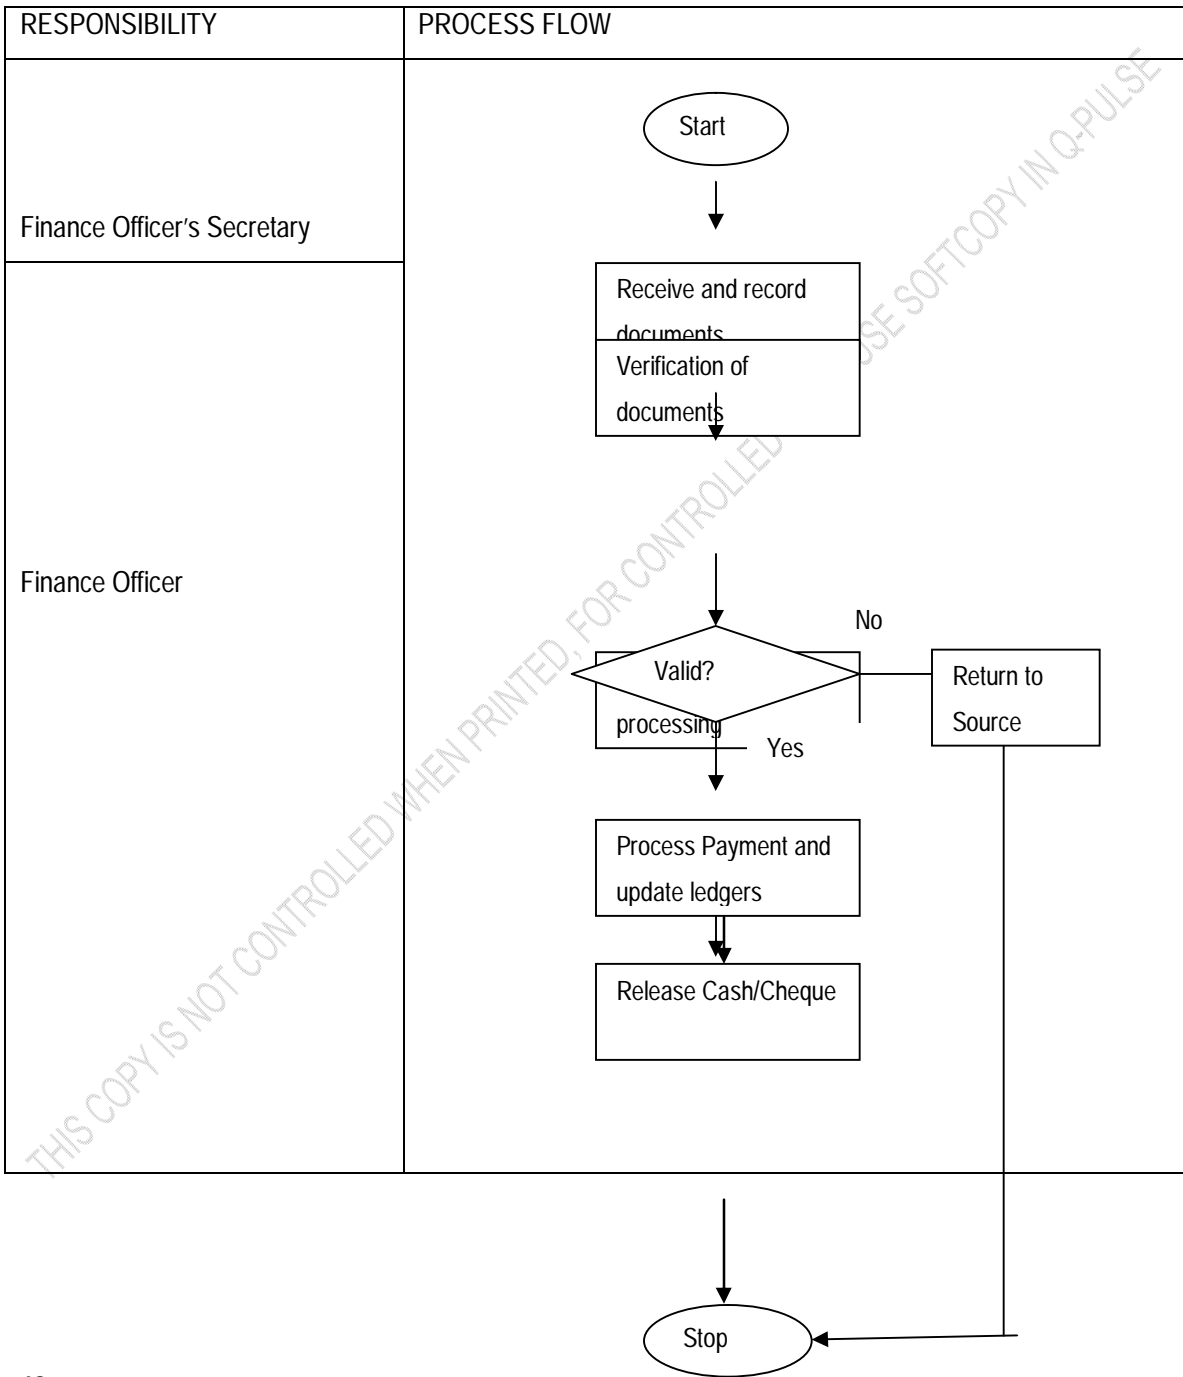 RESPONSIBILITY
PROCESS FLOW
Start
Finance Officer's Secretary
Receive and record
documents
Verification of
documents
Finance Officer
No
Valid?
Return to
Source
processing
Yes
Process Payment and
update ledgers
Release Cash/Cheque
Stop
THIS COPY IS NOT CONTROLLED WHEN PRINTED, FOR CONTROLLED
USE SOFTCOPY IN Q-PULSE